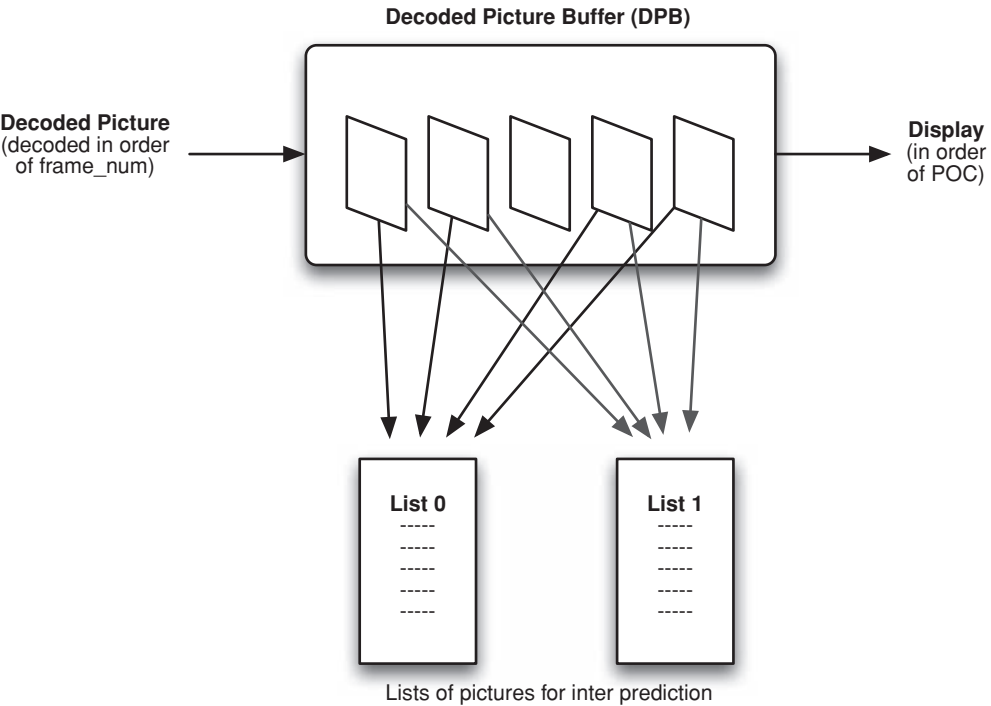 Decoded Picture Buffer (DPB)
Decoded Picture
(decoded in order
of frame_num)
Display
(in order
of POC)
List 0
-----
-----
-----
-----
-----
List 1
-----
-----
-----
-----
-----
Lists of pictures for inter prediction